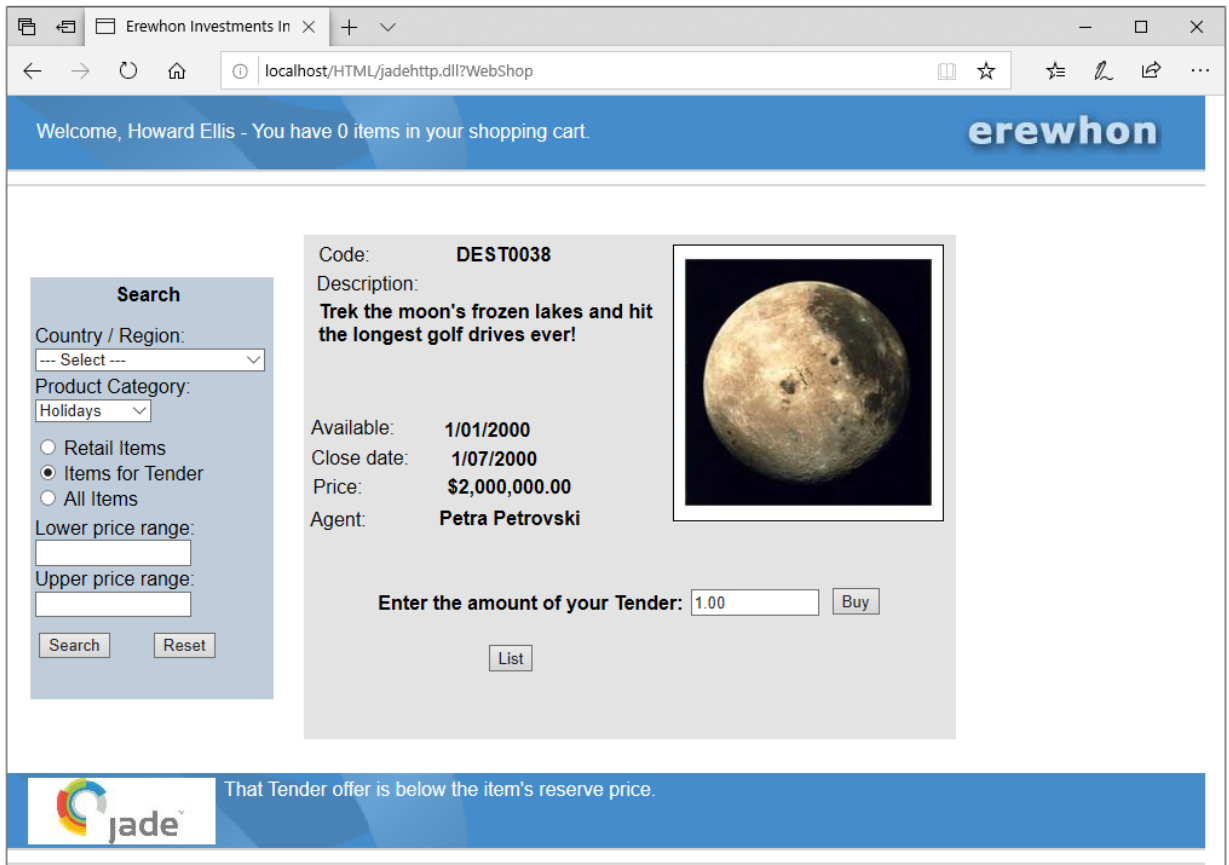 Erewhon Investments In
localhost/HTML/jadehttp.dll?WebShop
Welcome, Howard Ellis - You have 0 items in your shopping cart.
erewhon
Search
Country / Region:
--- Select ---
Product Category:
Holidays
Retail Items
Items for Tender
All Items
Lower price range:
Upper price range:
Search Reset
Code: DEST0038
Description:
Trek the moon's frozen lakes and hit
the longest golf drives ever!
Available: 1/01/2000
Close date: 1/07/2000
Price: $2,000,000.00
Agent: Petra Petrovski
Enter the amount of your Tender: 1.00 Buy
List
jade
That Tender offer is below the item's reserve price.